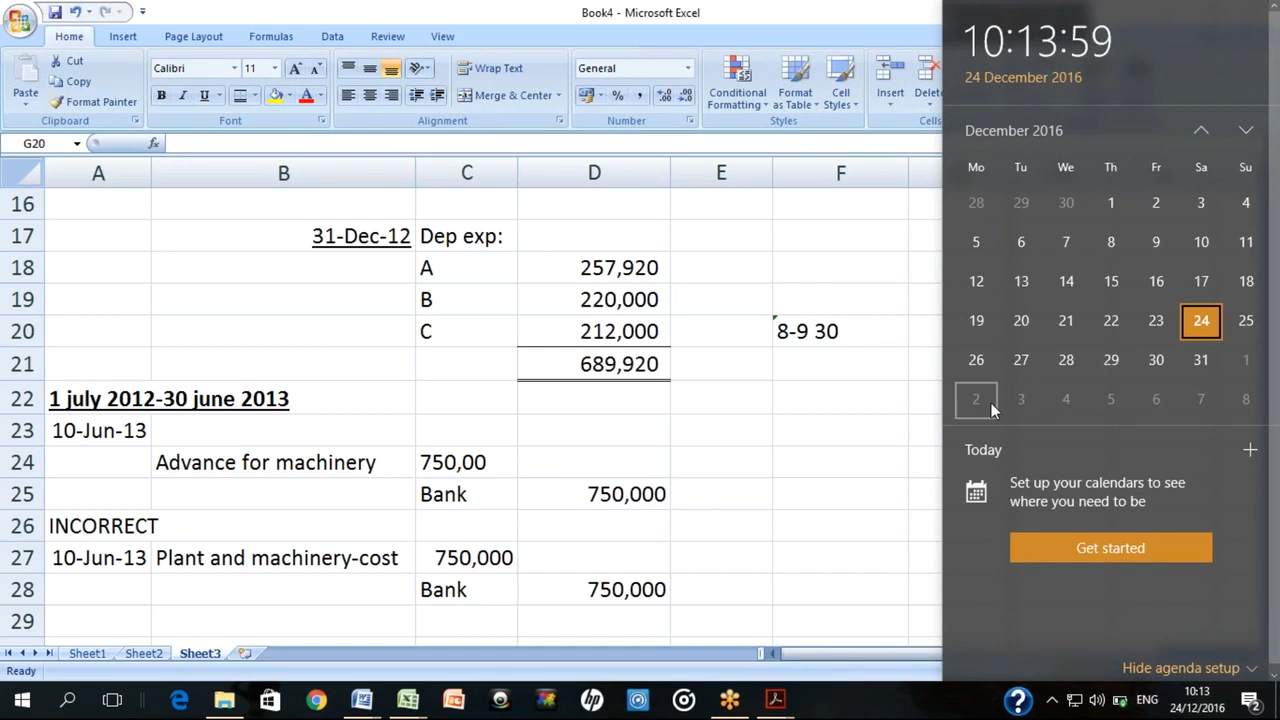 Book4 - Microsoft Excel
Home Insert Page Layout Formulas Data Review View
Paste
Cut
Copy
Format Painter
Clipboard
Calibri 11
B I U
Font
Wrap Text
Merge & Center
Alignment
General
% ,
Number
Conditional Formatting
Format as Table
Cell Styles
Styles
Insert
Delete
Cells
G20 fx
A B C D E F
16
17 31-Dec-12 Dep exp:
18 A 257,920
19 B 220,000
20 C 212,000 8-9 30
21 689,920
22 1 july 2012-30 june 2013
23 10-Jun-13
24 Advance for machinery 750,00
25 Bank 750,000
26 INCORRECT
27 10-Jun-13 Plant and machinery-cost 750,000
28 Bank 750,000
29
Sheet1 Sheet2 Sheet3
Ready
10:13:59
24 December 2016
December 2016
Mo Tu We Th Fr Sa Su
28 29 30 1 2 3 4
5 6 7 8 9 10 11
12 13 14 15 16 17 18
19 20 21 22 23 24 25
26 27 28 29 30 31 1
2 3 4 5 6 7 8
Today
Set up your calendars to see
where you need to be
Get started
Hide agenda setup
hp
ENG
10:13
24/12/2016
2